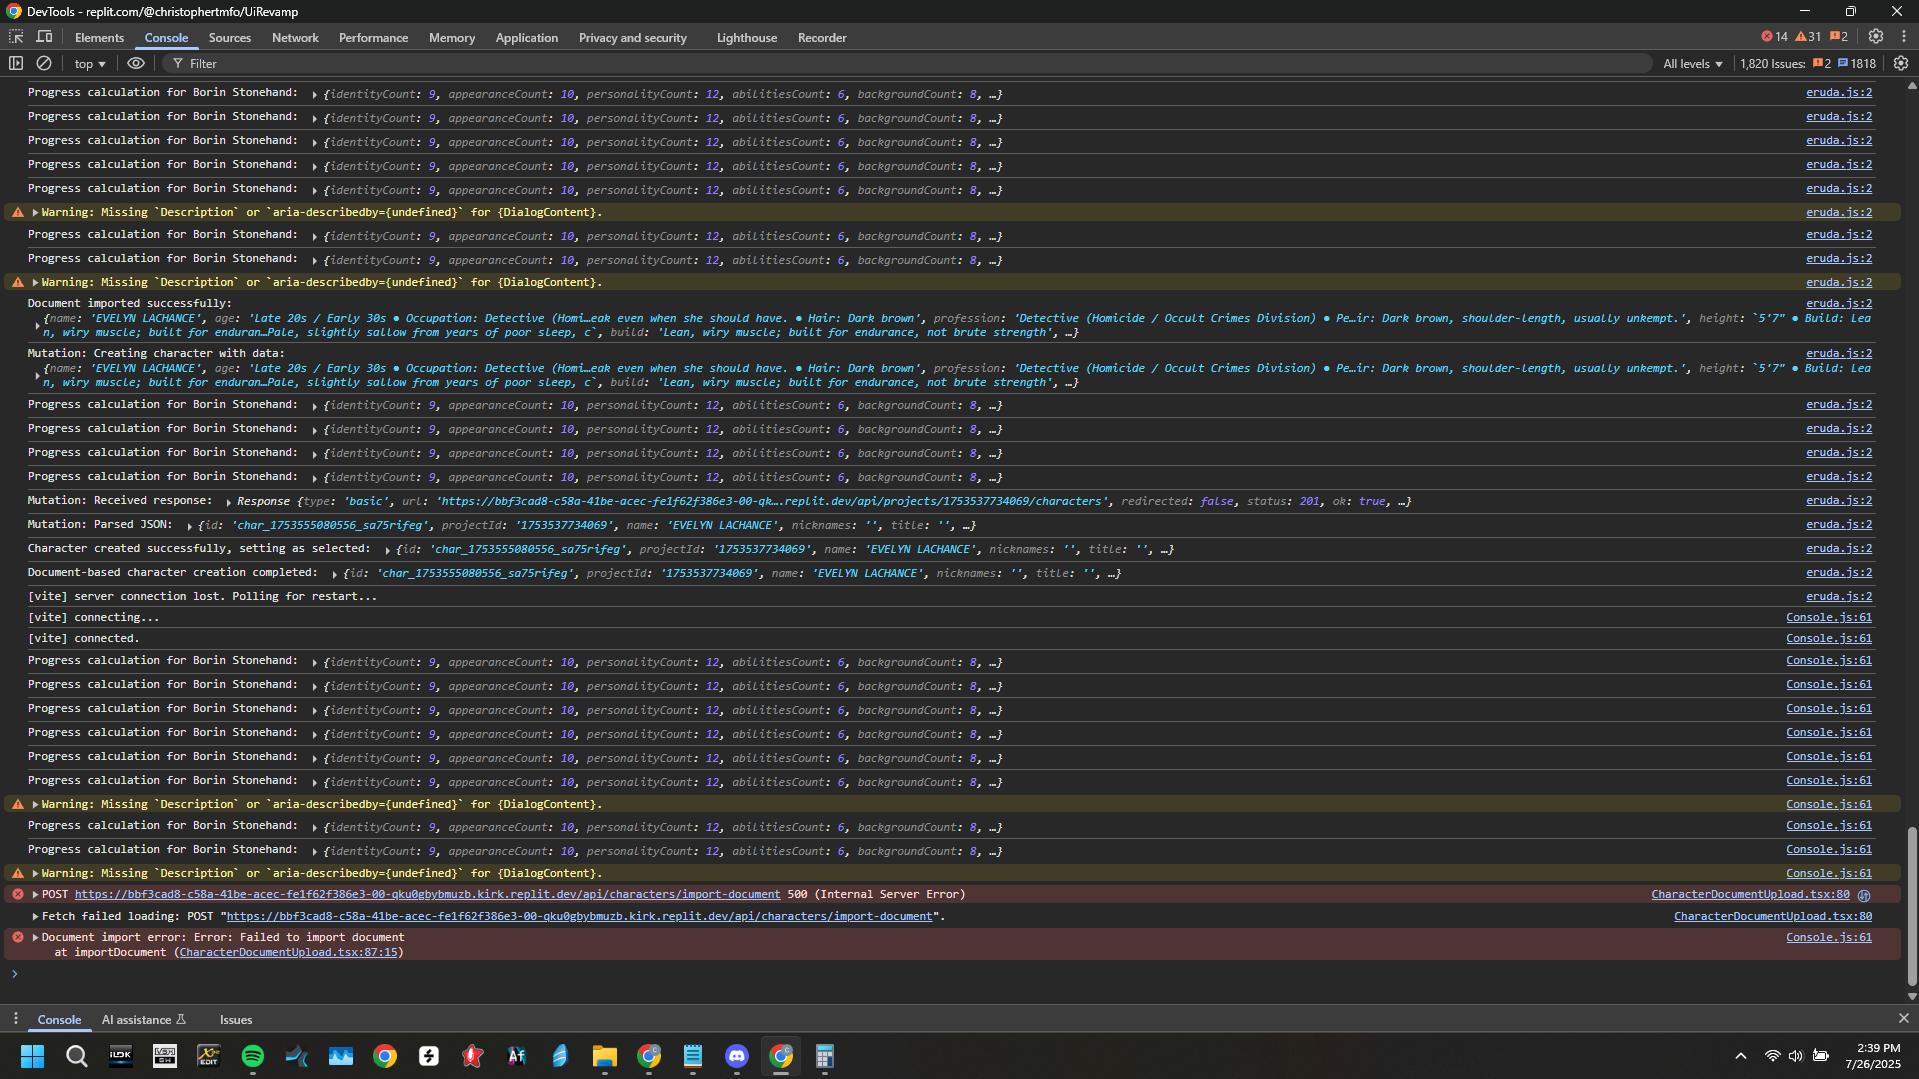 DevTools - replit.com/@christophertmfo/UiRevamp
Elements Console Sources Network Performance Memory Application Privacy and security Lighthouse Recorder 14 31 2
top Filter All levels 1,820 Issues: 2 1818
Progress calculation for Borin Stonehand: {identityCount: 9, appearanceCount: 10, personalityCount: 12, abilitiesCount: 6, backgroundCount: 8, …} eruda.js:2
Progress calculation for Borin Stonehand: {identityCount: 9, appearanceCount: 10, personalityCount: 12, abilitiesCount: 6, backgroundCount: 8, …} eruda.js:2
Progress calculation for Borin Stonehand: {identityCount: 9, appearanceCount: 10, personalityCount: 12, abilitiesCount: 6, backgroundCount: 8, …} eruda.js:2
Progress calculation for Borin Stonehand: {identityCount: 9, appearanceCount: 10, personalityCount: 12, abilitiesCount: 6, backgroundCount: 8, …} eruda.js:2
Progress calculation for Borin Stonehand: {identityCount: 9, appearanceCount: 10, personalityCount: 12, abilitiesCount: 6, backgroundCount: 8, …} eruda.js:2
Warning: Missing `Description` or `aria-describedby={undefined}` for {DialogContent}. eruda.js:2
Progress calculation for Borin Stonehand: {identityCount: 9, appearanceCount: 10, personalityCount: 12, abilitiesCount: 6, backgroundCount: 8, …} eruda.js:2
Progress calculation for Borin Stonehand: {identityCount: 9, appearanceCount: 10, personalityCount: 12, abilitiesCount: 6, backgroundCount: 8, …} eruda.js:2
Warning: Missing `Description` or `aria-describedby={undefined}` for {DialogContent}. eruda.js:2
Document imported successfully: eruda.js:2
{name: 'EVELYN LACHANCE', age: 'Late 20s / Early 30s • Occupation: Detective (Homi…eak even when she should have. • Hair: Dark brown', profession: 'Detective (Homicide / Occult Crimes Division) • Pe…ir: Dark brown, shoulder-length, usually unkempt.', height: `5'7" • Build: Lea
n, wiry muscle; built for enduran…Pale, slightly sallow from years of poor sleep, c`, build: 'Lean, wiry muscle; built for endurance, not brute strength', …}
Mutation: Creating character with data: eruda.js:2
{name: 'EVELYN LACHANCE', age: 'Late 20s / Early 30s • Occupation: Detective (Homi…eak even when she should have. • Hair: Dark brown', profession: 'Detective (Homicide / Occult Crimes Division) • Pe…ir: Dark brown, shoulder-length, usually unkempt.', height: `5'7" • Build: Lea
n, wiry muscle; built for enduran…Pale, slightly sallow from years of poor sleep, c`, build: 'Lean, wiry muscle; built for endurance, not brute strength', …}
Progress calculation for Borin Stonehand: {identityCount: 9, appearanceCount: 10, personalityCount: 12, abilitiesCount: 6, backgroundCount: 8, …} eruda.js:2
Progress calculation for Borin Stonehand: {identityCount: 9, appearanceCount: 10, personalityCount: 12, abilitiesCount: 6, backgroundCount: 8, …} eruda.js:2
Progress calculation for Borin Stonehand: {identityCount: 9, appearanceCount: 10, personalityCount: 12, abilitiesCount: 6, backgroundCount: 8, …} eruda.js:2
Progress calculation for Borin Stonehand: {identityCount: 9, appearanceCount: 10, personalityCount: 12, abilitiesCount: 6, backgroundCount: 8, …} eruda.js:2
Mutation: Received response: Response {type: 'basic', url: 'https://bbf3cad8-c58a-41be-acec-fe1f62f386e3-00-qk….replit.dev/api/projects/1753537734069/characters', redirected: false, status: 201, ok: true, …} eruda.js:2
Mutation: Parsed JSON: {id: 'char_1753555080556_sa75rifeg', projectId: '1753537734069', name: 'EVELYN LACHANCE', nicknames: '', title: '', …} eruda.js:2
Character created successfully, setting as selected: {id: 'char_1753555080556_sa75rifeg', projectId: '1753537734069', name: 'EVELYN LACHANCE', nicknames: '', title: '', …} eruda.js:2
Document-based character creation completed: {id: 'char_1753555080556_sa75rifeg', projectId: '1753537734069', name: 'EVELYN LACHANCE', nicknames: '', title: '', …} eruda.js:2
[vite] server connection lost. Polling for restart... eruda.js:2
[vite] connecting... Console.js:61
[vite] connected. Console.js:61
Progress calculation for Borin Stonehand: {identityCount: 9, appearanceCount: 10, personalityCount: 12, abilitiesCount: 6, backgroundCount: 8, …} Console.js:61
Progress calculation for Borin Stonehand: {identityCount: 9, appearanceCount: 10, personalityCount: 12, abilitiesCount: 6, backgroundCount: 8, …} Console.js:61
Progress calculation for Borin Stonehand: {identityCount: 9, appearanceCount: 10, personalityCount: 12, abilitiesCount: 6, backgroundCount: 8, …} Console.js:61
Progress calculation for Borin Stonehand: {identityCount: 9, appearanceCount: 10, personalityCount: 12, abilitiesCount: 6, backgroundCount: 8, …} Console.js:61
Progress calculation for Borin Stonehand: {identityCount: 9, appearanceCount: 10, personalityCount: 12, abilitiesCount: 6, backgroundCount: 8, …} Console.js:61
Progress calculation for Borin Stonehand: {identityCount: 9, appearanceCount: 10, personalityCount: 12, abilitiesCount: 6, backgroundCount: 8, …} Console.js:61
Warning: Missing `Description` or `aria-describedby={undefined}` for {DialogContent}. Console.js:61
Progress calculation for Borin Stonehand: {identityCount: 9, appearanceCount: 10, personalityCount: 12, abilitiesCount: 6, backgroundCount: 8, …} Console.js:61
Progress calculation for Borin Stonehand: {identityCount: 9, appearanceCount: 10, personalityCount: 12, abilitiesCount: 6, backgroundCount: 8, …} Console.js:61
Warning: Missing `Description` or `aria-describedby={undefined}` for {DialogContent}. Console.js:61
POST https://bbf3cad8-c58a-41be-acec-fe1f62f386e3-00-qku0gbybmuzb.kirk.replit.dev/api/characters/import-document 500 (Internal Server Error) CharacterDocumentUpload.tsx:80
Fetch failed loading: POST "https://bbf3cad8-c58a-41be-acec-fe1f62f386e3-00-qku0gbybmuzb.kirk.replit.dev/api/characters/import-document". CharacterDocumentUpload.tsx:80
Document import error: Error: Failed to import document Console.js:61
at importDocument (CharacterDocumentUpload.tsx:87:15)
Console AI assistance Issues
EDIT Af
2:39 PM
7/26/2025